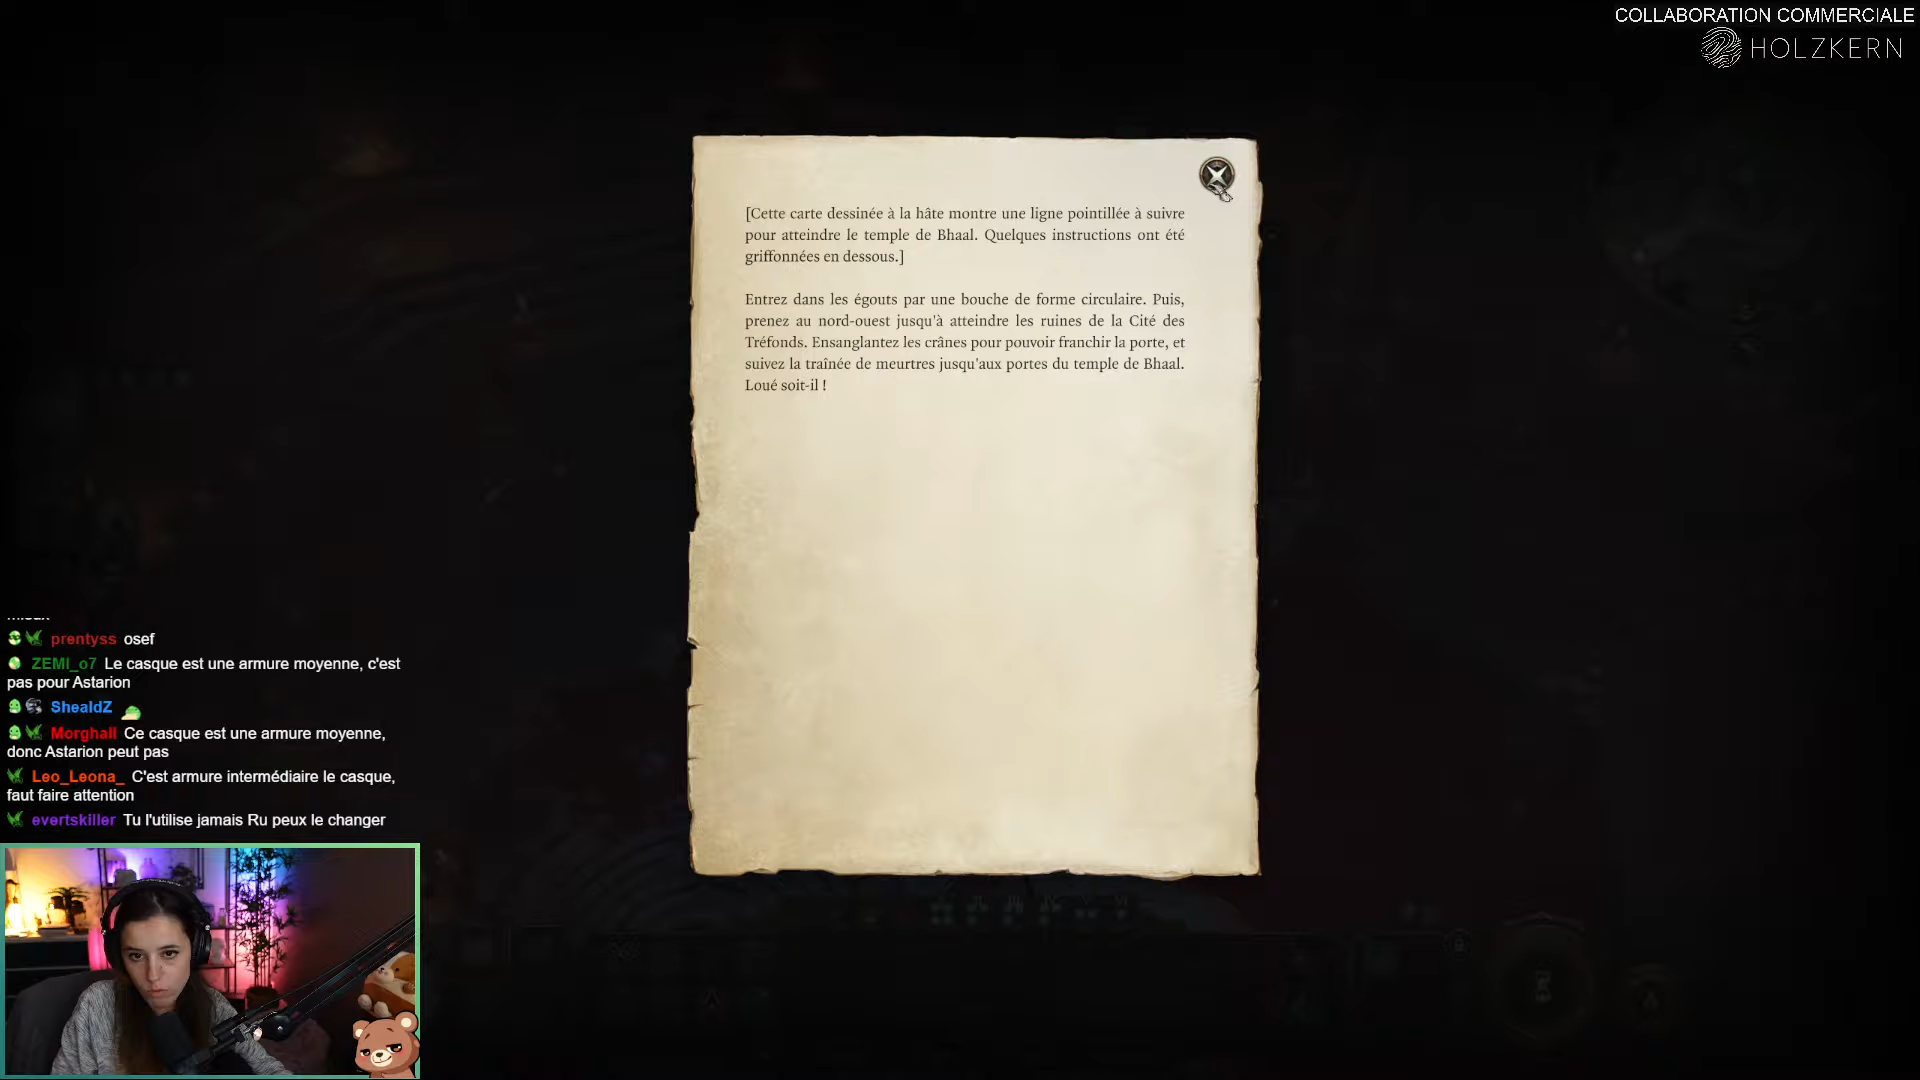 COLLABORATION COMMERCIALE
HOLZKERN
[Cette carte dessinée à la hâte montre une ligne pointillée à suivre
pour atteindre le temple de Bhaal. Quelques instructions ont été
griffonnées en dessous.]
Entrez dans les égouts par une bouche de forme circulaire. Puis,
prenez au nord-ouest jusqu'à atteindre les ruines de la Cité des
Tréfonds. Ensanglantez les crânes pour pouvoir franchir la porte, et
suivez la traînée de meurtres jusqu'aux portes du temple de Bhaal.
Loué soit-il !
prentyss osef
ZEMI_o7 Le casque est une armure moyenne, c'est
pas pour Astarion
ShealdZ
Morghall Ce casque est une armure moyenne,
donc Astarion peut pas
Leo_Leona_ C'est armure intermédiaire le casque,
faut faire attention
evertskiller Tu l'utilise jamais Ru peux le changer